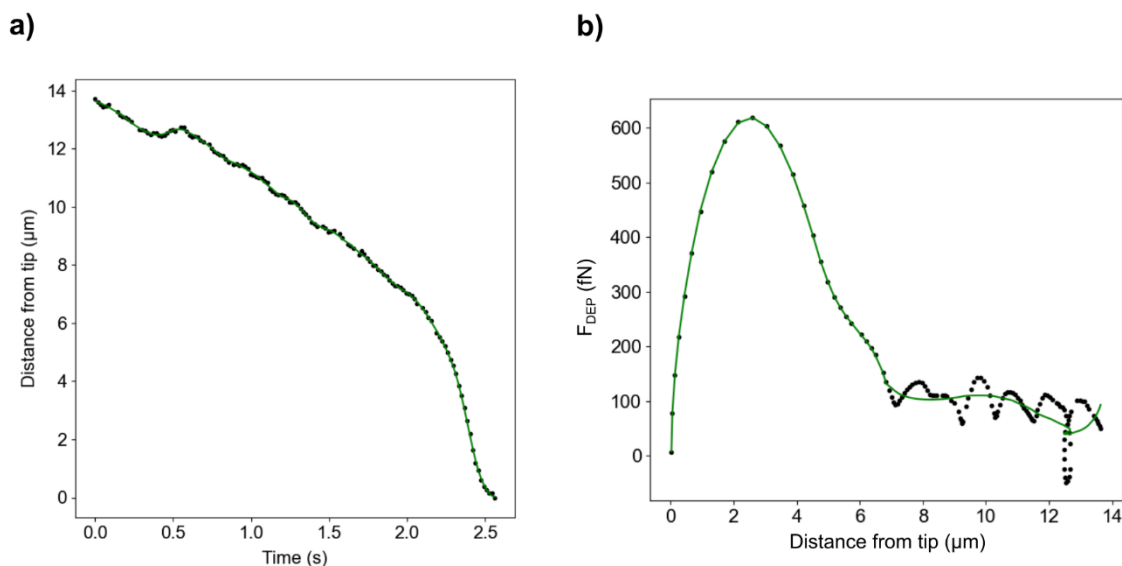 a)
14
12
10
8
6
4
2
0
0.0 0.5 1.0 1.5 2.0 2.5
Time (s)
Distance from tip (µm)
b)
600
500
400
300
200
100
0
0 2 4 6 8 10 12 14
Distance from tip (µm)
F_DEP (fN)